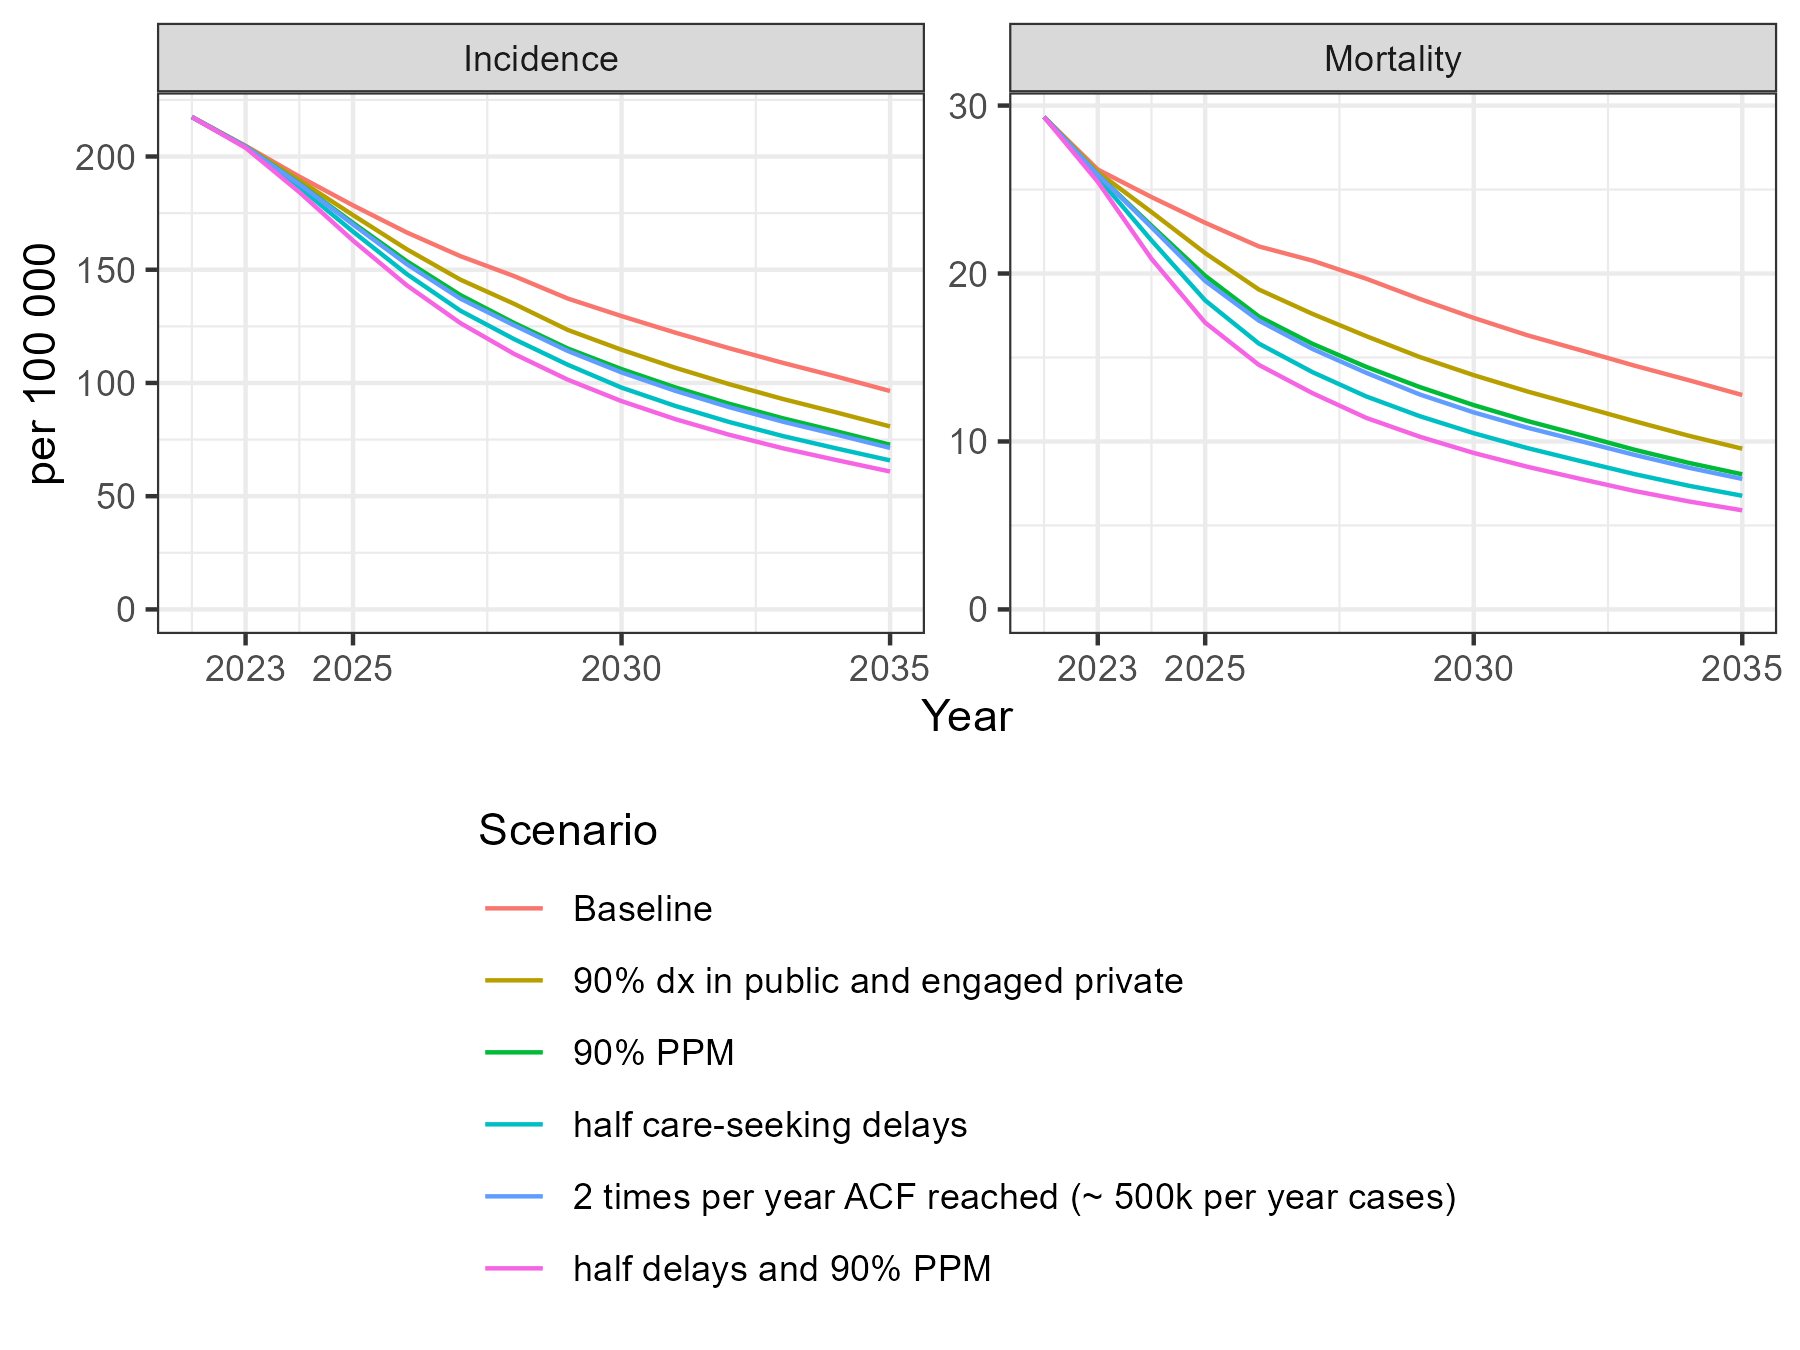 Incidence
Mortality
per 100 000
200
150
100
50
0
30
20
10
0
2023 2025 2030 2035
2023 2025 2030 2035
Year
Scenario
Baseline
90% dx in public and engaged private
90% PPM
half care-seeking delays
2 times per year ACF reached (~ 500k per year cases)
half delays and 90% PPM